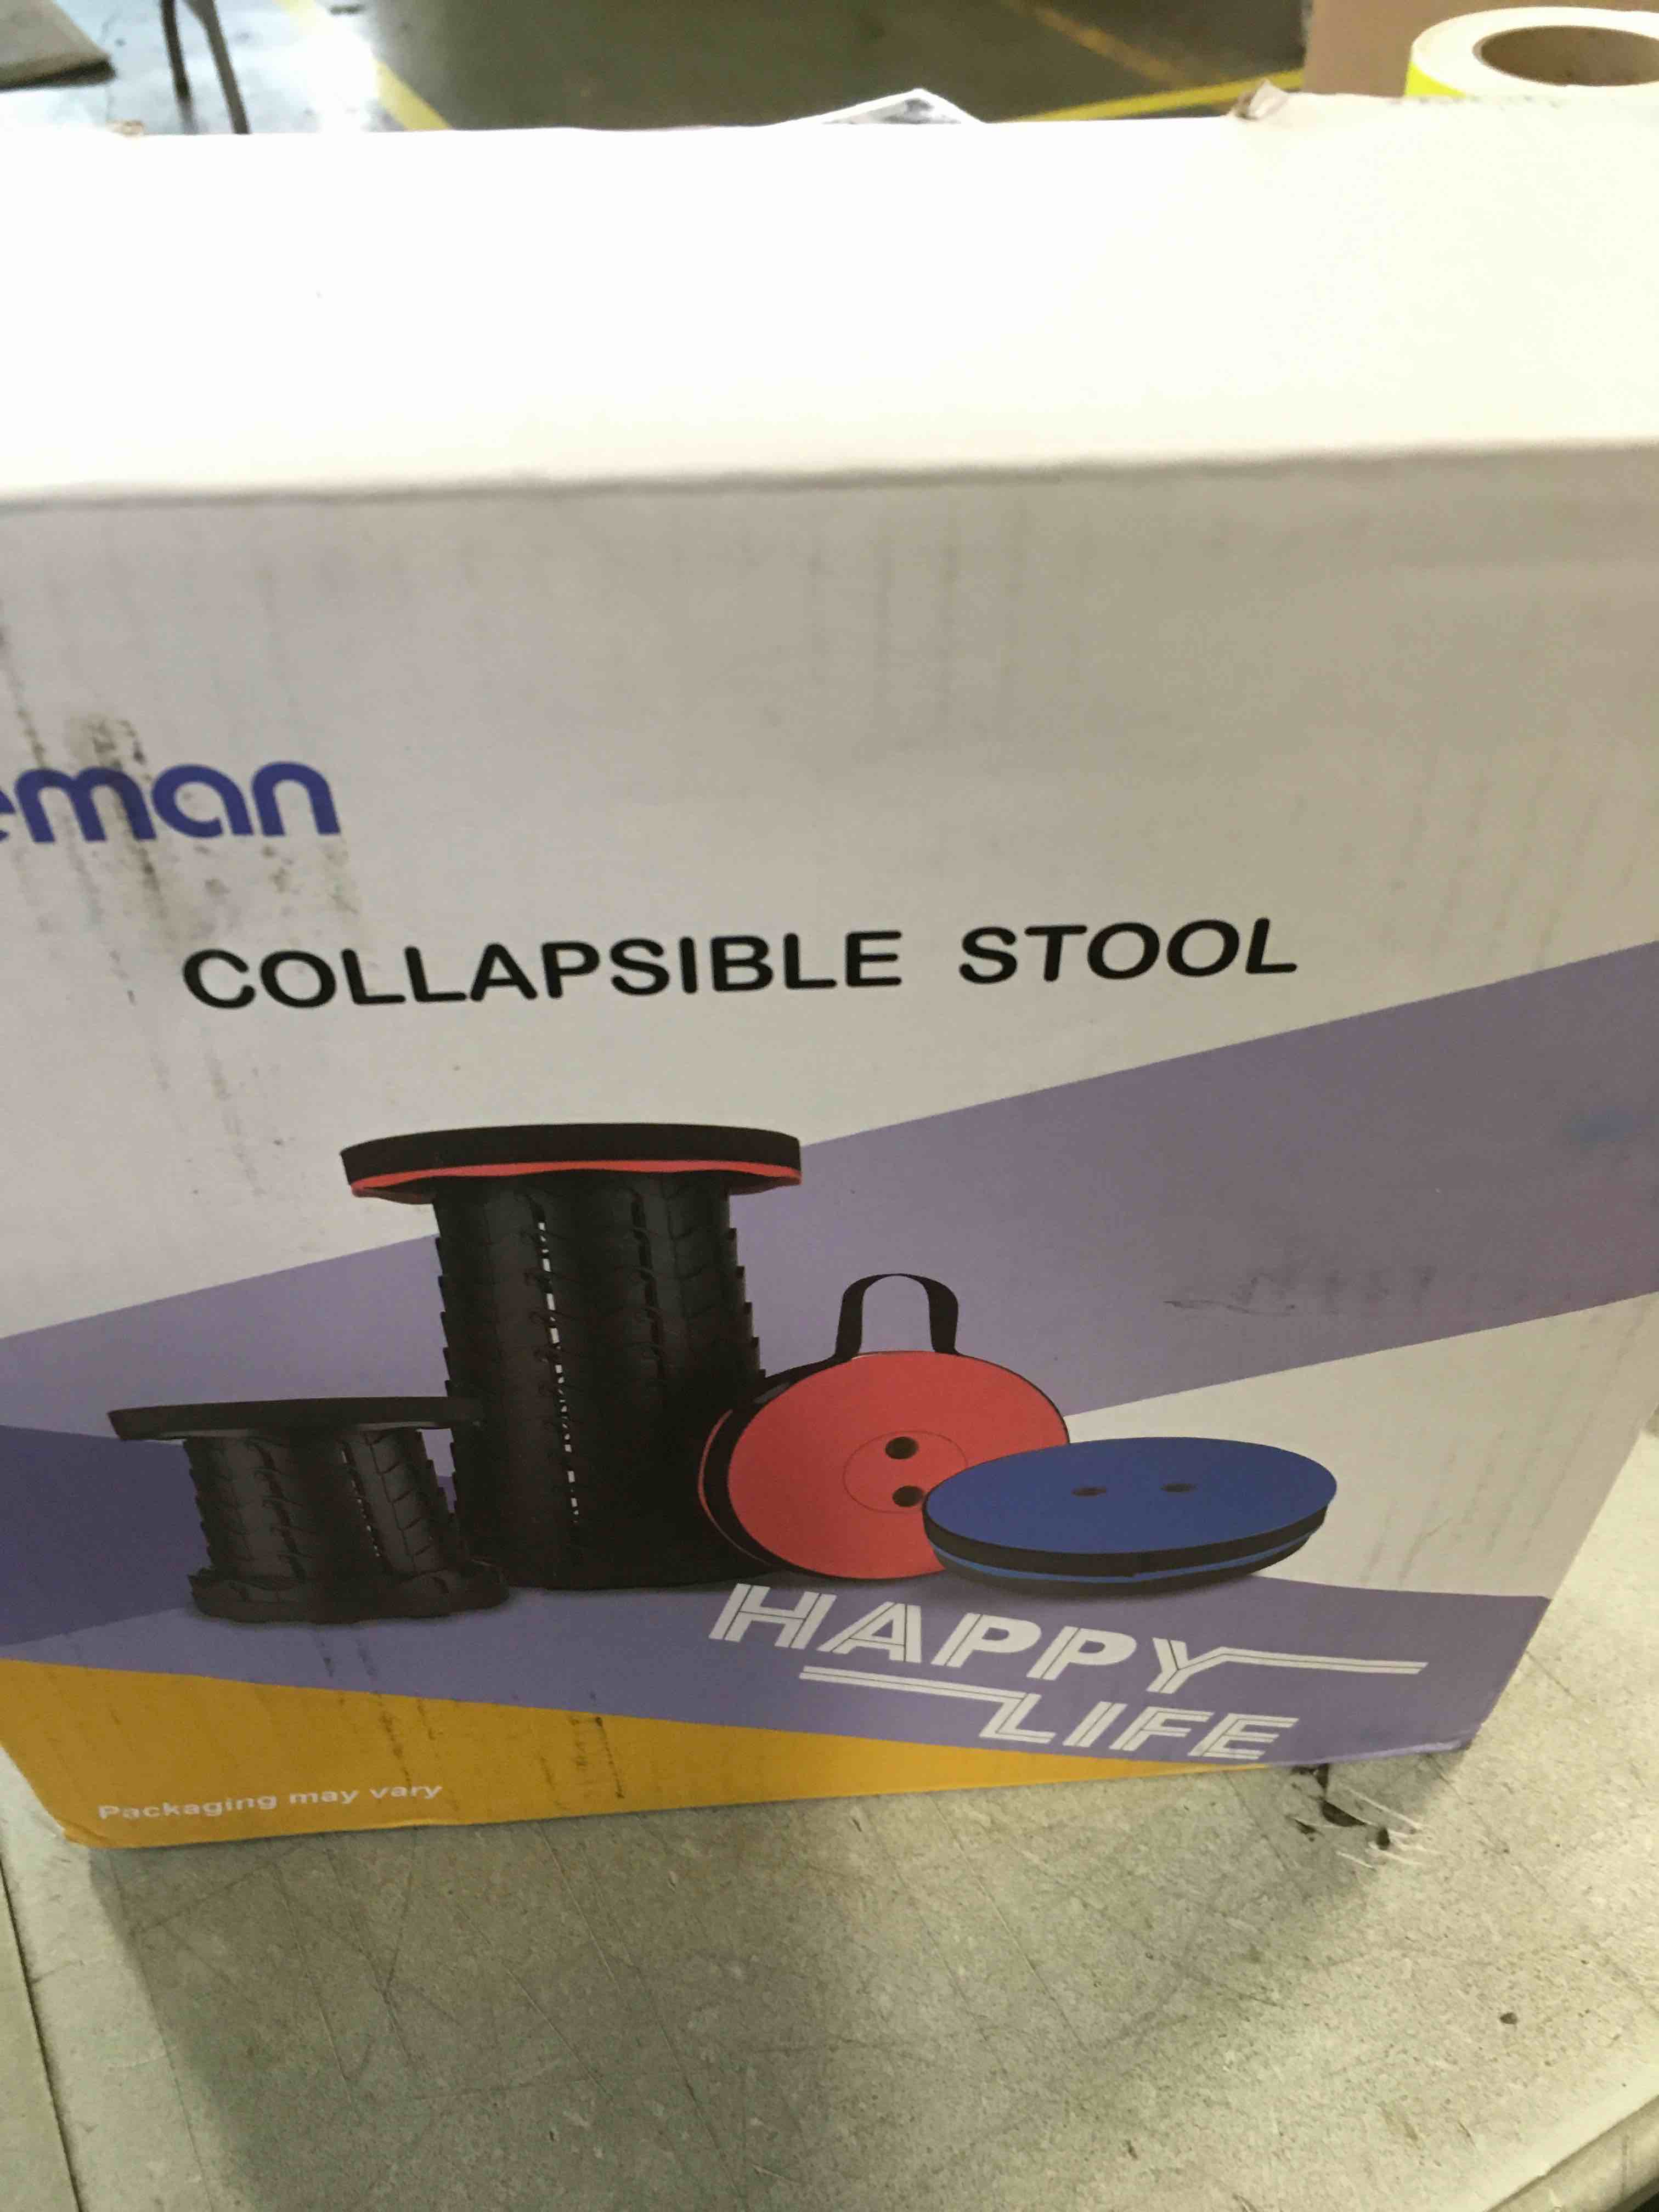 eman
COLLAPSIBLE STOOL
HAPPY
LIFE
Packaging may vary